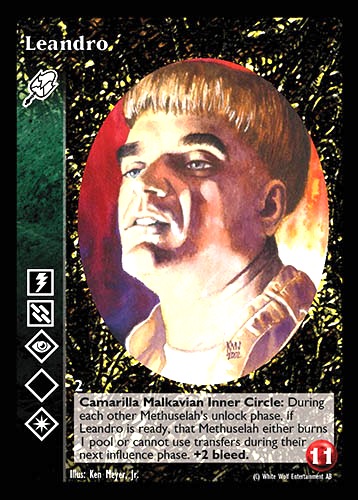 Leandro
KM
2002
2
Camarilla Malkavian Inner Circle: During
each other Methuselah's unlock phase, if
Leandro is ready, that Methuselah either burns
1 pool or cannot use transfers during their
next influence phase. +2 bleed.
11
Illus: Ken Meyer, Jr.
(C) White Wolf Entertainment AB